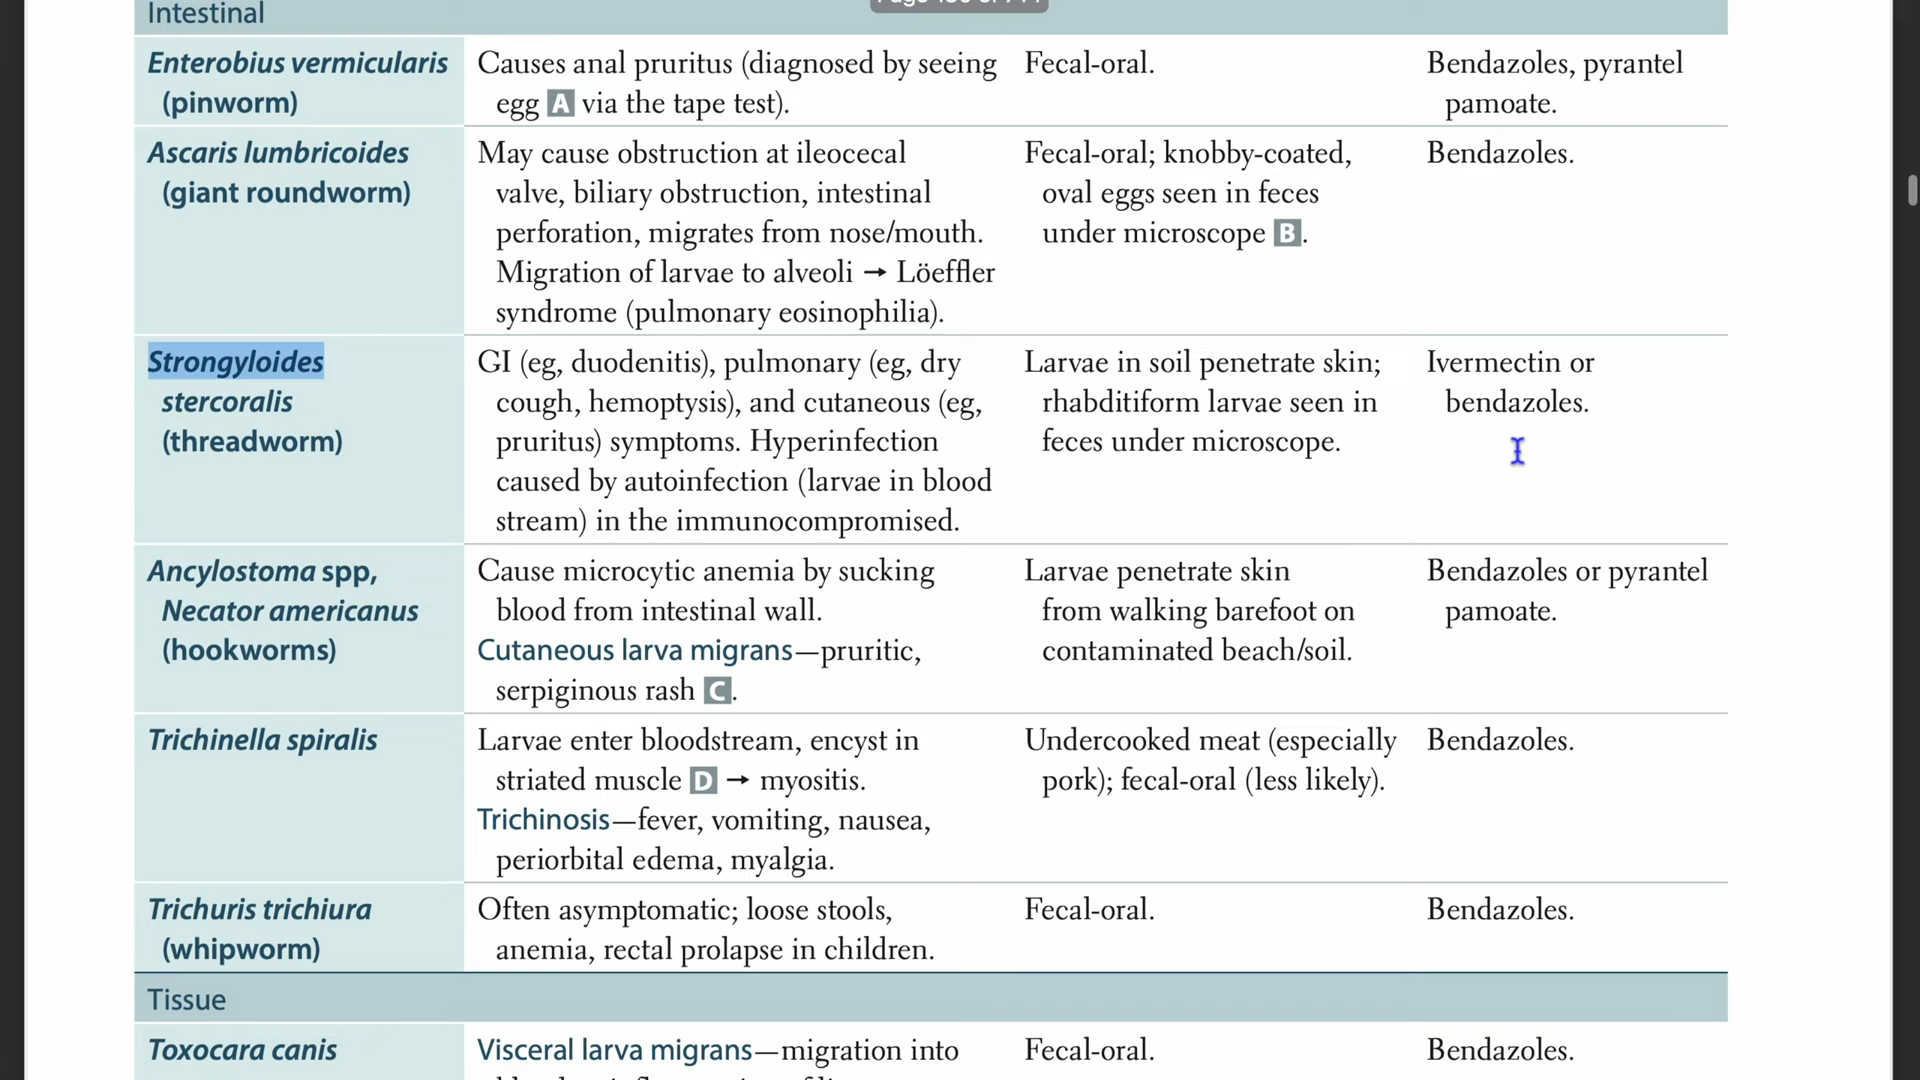 Intestinal
Enterobius vermicularis
(pinworm)
Causes anal pruritus (diagnosed by seeing
egg A via the tape test).
Fecal-oral.
Bendazoles, pyrantel
pamoate.
Ascaris lumbricoides
(giant roundworm)
May cause obstruction at ileocecal
valve, biliary obstruction, intestinal
perforation, migrates from nose/mouth.
Migration of larvae to alveoli → Löeffler
syndrome (pulmonary eosinophilia).
Fecal-oral; knobby-coated,
oval eggs seen in feces
under microscope B.
Bendazoles.
Strongyloides
stercoralis
(threadworm)
GI (eg, duodenitis), pulmonary (eg, dry
cough, hemoptysis), and cutaneous (eg,
pruritus) symptoms. Hyperinfection
caused by autoinfection (larvae in blood
stream) in the immunocompromised.
Larvae in soil penetrate skin;
rhabditiform larvae seen in
feces under microscope.
Ivermectin or
bendazoles.
Ancylostoma spp,
Necator americanus
(hookworms)
Cause microcytic anemia by sucking
blood from intestinal wall.
Cutaneous larva migrans—pruritic,
serpiginous rash C.
Larvae penetrate skin
from walking barefoot on
contaminated beach/soil.
Bendazoles or pyrantel
pamoate.
Trichinella spiralis
Larvae enter bloodstream, encyst in
striated muscle D → myositis.
Trichinosis—fever, vomiting, nausea,
periorbital edema, myalgia.
Undercooked meat (especially
pork); fecal-oral (less likely).
Bendazoles.
Trichuris trichiura
(whipworm)
Often asymptomatic; loose stools,
anemia, rectal prolapse in children.
Fecal-oral.
Bendazoles.
Tissue
Toxocara canis
Visceral larva migrans—migration into
Fecal-oral.
Bendazoles.